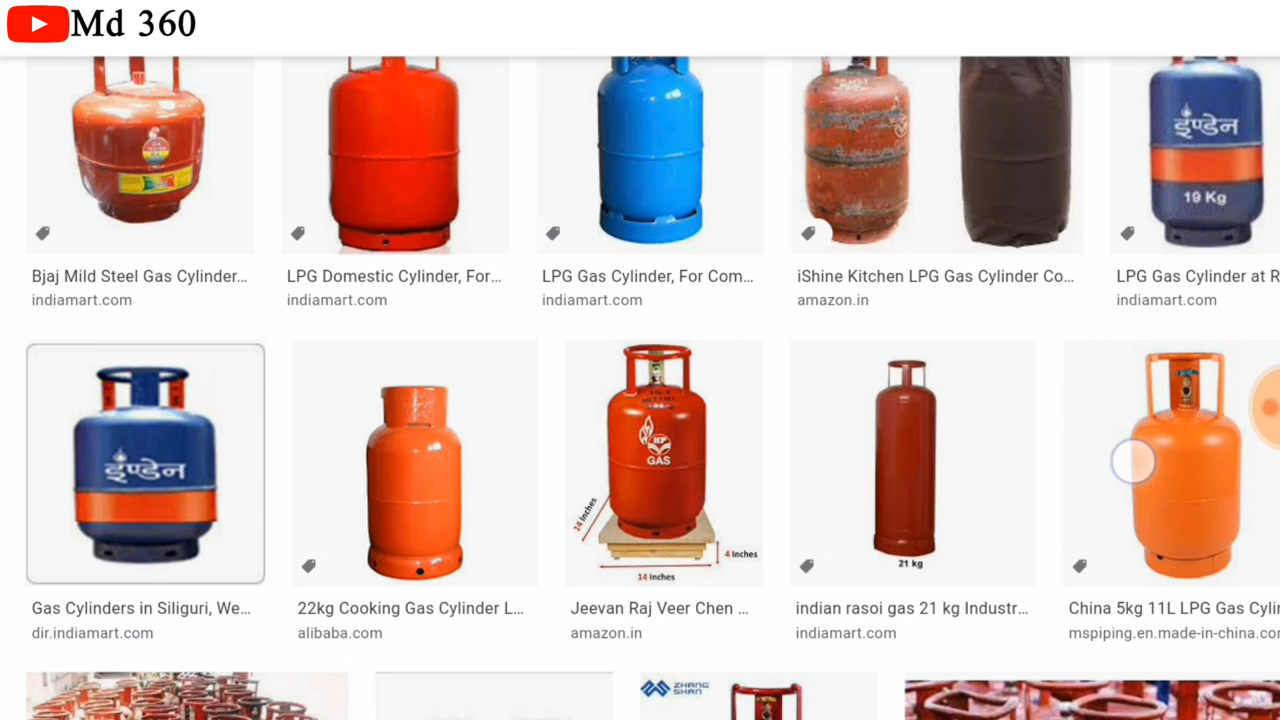 Md 360
इण्डेन
19 Kg
Bjaj Mild Steel Gas Cylinder...
indiamart.com
LPG Domestic Cylinder, For...
indiamart.com
LPG Gas Cylinder, For Com...
indiamart.com
iShine Kitchen LPG Gas Cylinder Co...
amazon.in
LPG Gas Cylinder at R
indiamart.com
इण्डेन
HP
GAS
14 Inches
4 Inches
14 Inches
21 kg
Gas Cylinders in Siliguri, We...
dir.indiamart.com
22kg Cooking Gas Cylinder L...
alibaba.com
Jeevan Raj Veer Chen ...
amazon.in
indian rasoi gas 21 kg Industr...
indiamart.com
China 5kg 11L LPG Gas Cylin
mspiping.en.made-in-china.co
ZHANG
SHAN